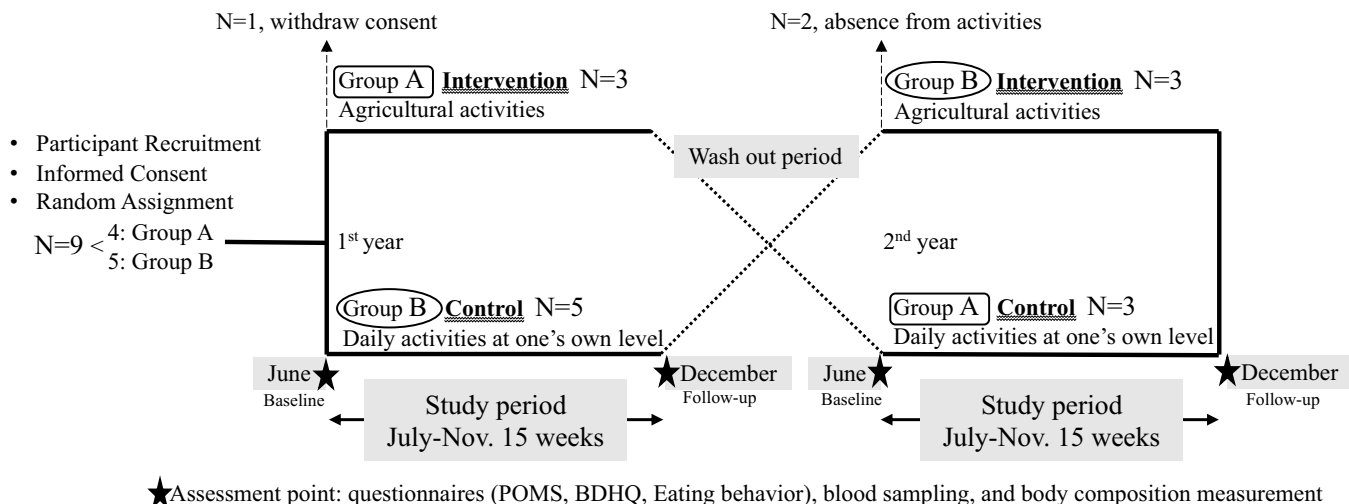 N=1, withdraw consent
N=2, absence from activities
Group A Intervention N=3
Agricultural activities
Group B Intervention N=3
Agricultural activities
• Participant Recruitment
• Informed Consent
• Random Assignment
N=9 < 4: Group A
5: Group B
Wash out period
1st year
2nd year
Group B Control N=5
Daily activities at one's own level
Group A Control N=3
Daily activities at one's own level
June
Baseline
December
Follow-up
June
Baseline
December
Follow-up
Study period
July-Nov. 15 weeks
Study period
July-Nov. 15 weeks
★Assessment point: questionnaires (POMS, BDHQ, Eating behavior), blood sampling, and body composition measurement